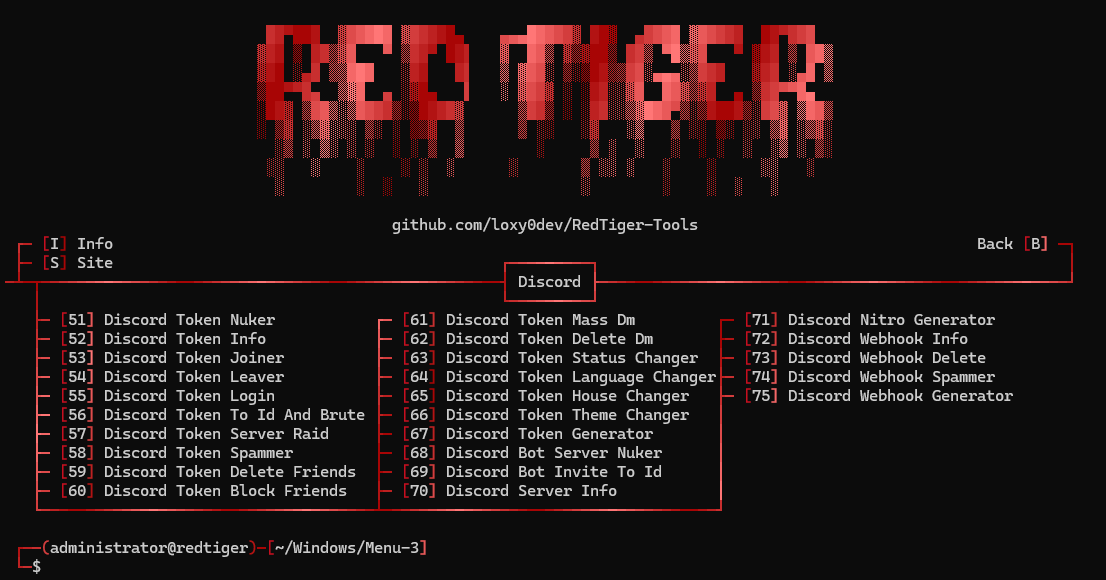 RED TIGER
github.com/loxy0dev/RedTiger-Tools
[I] Info
Back [B]
[S] Site
Discord
[51] Discord Token Nuker
[52] Discord Token Info
[53] Discord Token Joiner
[54] Discord Token Leaver
[55] Discord Token Login
[56] Discord Token To Id And Brute
[57] Discord Token Server Raid
[58] Discord Token Spammer
[59] Discord Token Delete Friends
[60] Discord Token Block Friends
[61] Discord Token Mass Dm
[62] Discord Token Delete Dm
[63] Discord Token Status Changer
[64] Discord Token Language Changer
[65] Discord Token House Changer
[66] Discord Token Theme Changer
[67] Discord Token Generator
[68] Discord Bot Server Nuker
[69] Discord Bot Invite To Id
[70] Discord Server Info
[71] Discord Nitro Generator
[72] Discord Webhook Info
[73] Discord Webhook Delete
[74] Discord Webhook Spammer
[75] Discord Webhook Generator
(administrator@redtiger)-[~/Windows/Menu-3]
$